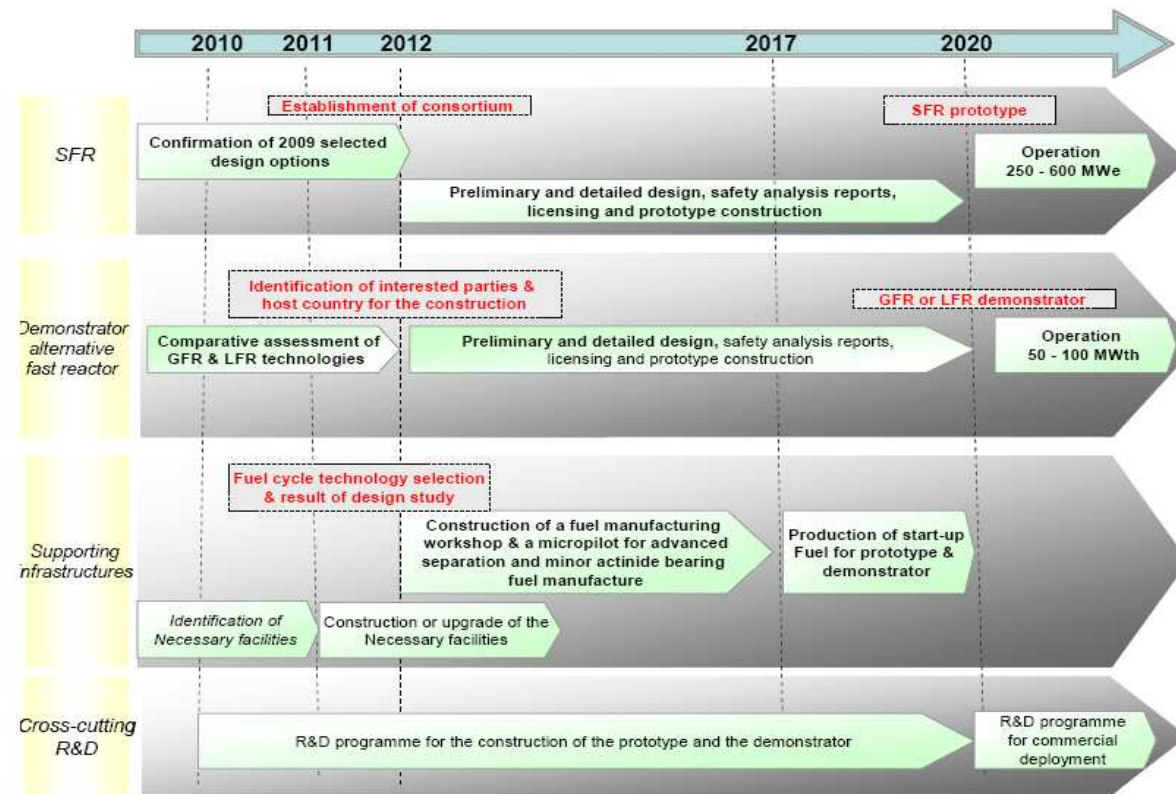 2010 2011 2012 2017 2020
SFR
Establishment of consortium
SFR prototype
Confirmation of 2009 selected
design options
Operation
250 - 600 MWe
Preliminary and detailed design, safety analysis reports,
licensing and prototype construction
Demonstrator
alternative
fast reactor
Identification of interested parties &
host country for the construction
GFR or LFR demonstrator
Comparative assessment of
GFR & LFR technologies
Preliminary and detailed design, safety analysis reports,
licensing and prototype construction
Operation
50 - 100 MWth
Supporting
infrastructures
Fuel cycle technology selection
& result of design study
Construction of a fuel manufacturing
workshop & a micropilot for advanced
separation and minor actinide bearing
fuel manufacture
Production of start-up
Fuel for prototype &
demonstrator
Identification of
Necessary facilities
Construction or upgrade of the
Necessary facilities
Cross-cutting
R&D
R&D programme for the construction of the prototype and the demonstrator
R&D programme
for commercial
deployment